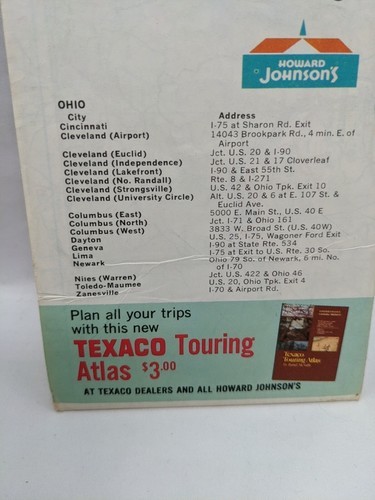 HOWARD
JOHNSON'S
OHIO
City Address
Cincinnati I-75 at Sharon Rd. Exit
Cleveland (Airport) 14043 Brookpark Rd., 4 min. E. of
Airport
Cleveland (Euclid) Jct. U.S. 20 & I-90
Cleveland (Independence) Jct. U.S. 21 & 17 Cloverleaf
Cleveland (Lakefront) I-90 & East 55th St.
Cleveland (No. Randall) Rte. 8 & I-271
Cleveland (Strongsville) U.S. 42 & Ohio Tpk. Exit 10
Cleveland (University Circle) Alt. U.S. 20 & 6 at E. 107 St. &
Euclid Ave.
Columbus (East) 5000 E. Main St., U.S. 40 E
Columbus (North) Jct. I-71 & Ohio 161
Columbus (West) 3833 W. Broad St. (U.S. 40W)
Dayton U.S. 25, I-75, Wagoner Ford Exit
Geneva I-90 at State Rte. 534
Lima I-75 at Exit to U.S. Rte. 30 So.
Newark Ohio 79 So. of Newark, 6 mi. No.
of I-70
Niles (Warren) Jct. U.S. 422 & Ohio 46
Toledo-Maumee U.S. 20, Ohio Tpk. Exit 4
Zanesville I-70 & Airport Rd.
Plan all your trips
with this new
TEXACO Touring
Atlas $3.00
Texaco
Touring Atlas
AT TEXACO DEALERS AND ALL HOWARD JOHNSON'S